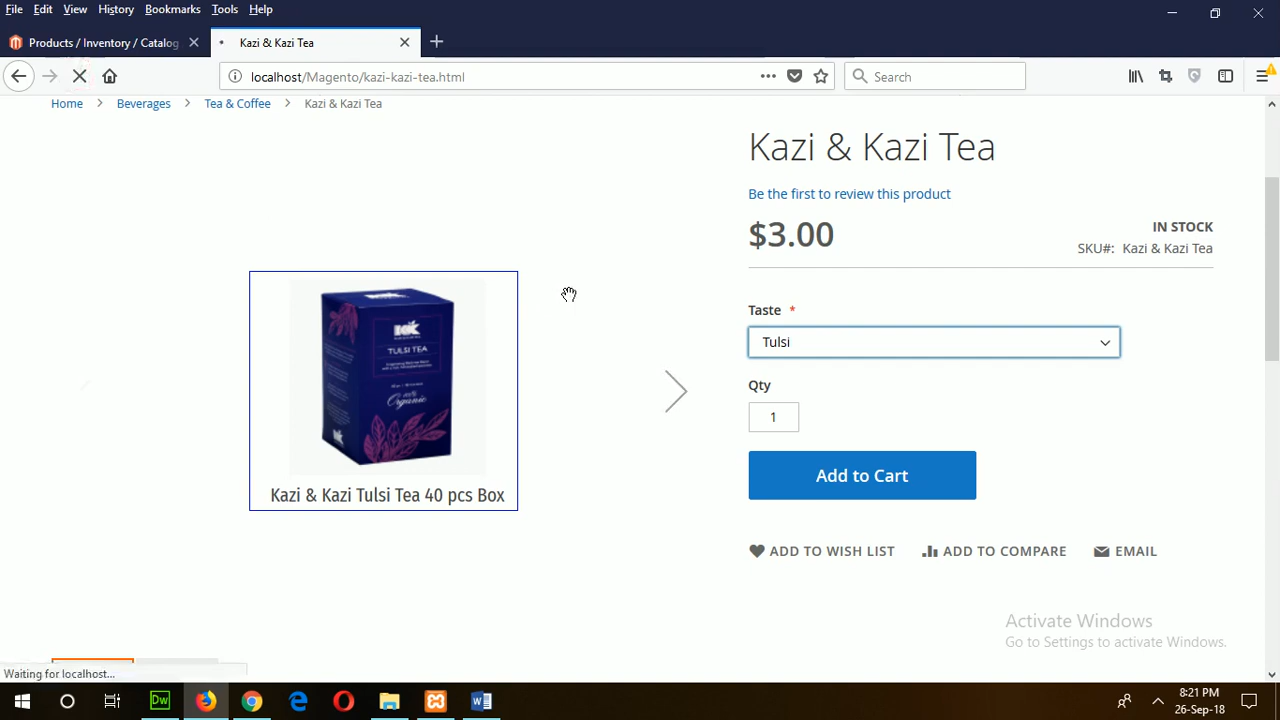 File Edit View History Bookmarks Tools Help
Products / Inventory / Catalog
Kazi & Kazi Tea
localhost/Magento/kazi-kazi-tea.html
Search
Home Beverages Tea & Coffee Kazi & Kazi Tea
Kazi & Kazi Tea
Be the first to review this product
$3.00
IN STOCK
SKU#: Kazi & Kazi Tea
Taste *
Tulsi
Qty
1
Add to Cart
ADD TO WISH LIST ADD TO COMPARE EMAIL
TULSI TEA
Organic
Kazi & Kazi Tulsi Tea 40 pcs Box
Activate Windows
Go to Settings to activate Windows.
Waiting for localhost...
Dw
8:21 PM
26-Sep-18